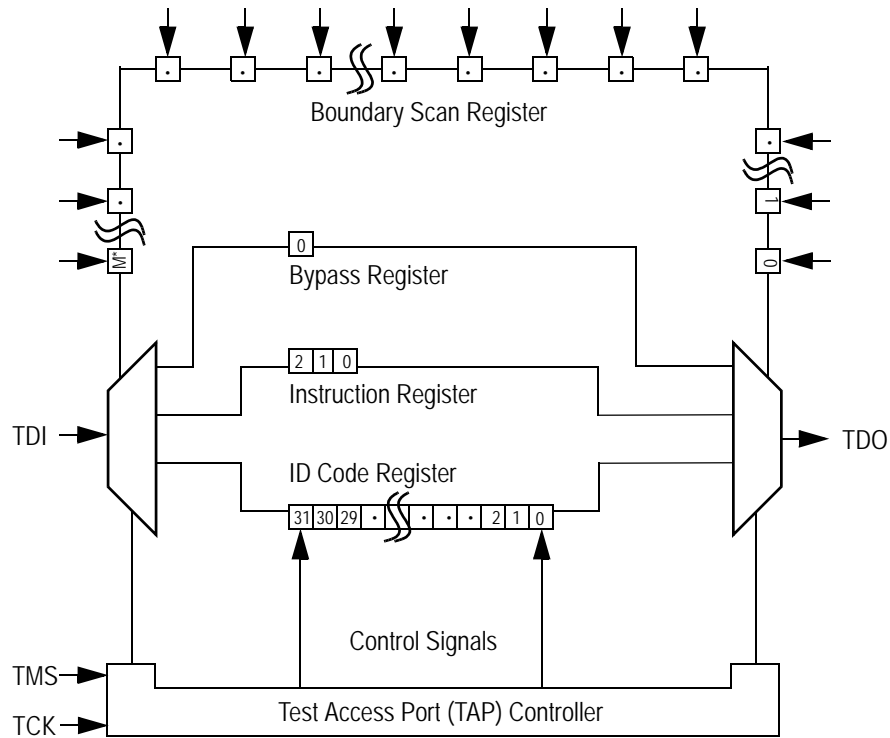 . . . . . . . .
Boundary Scan Register
. .
. 1
M* 0
0
Bypass Register
2 1 0
Instruction Register
TDI TDO
ID Code Register
31 30 29 . . . . 2 1 0
Control Signals
TMS
Test Access Port (TAP) Controller
TCK